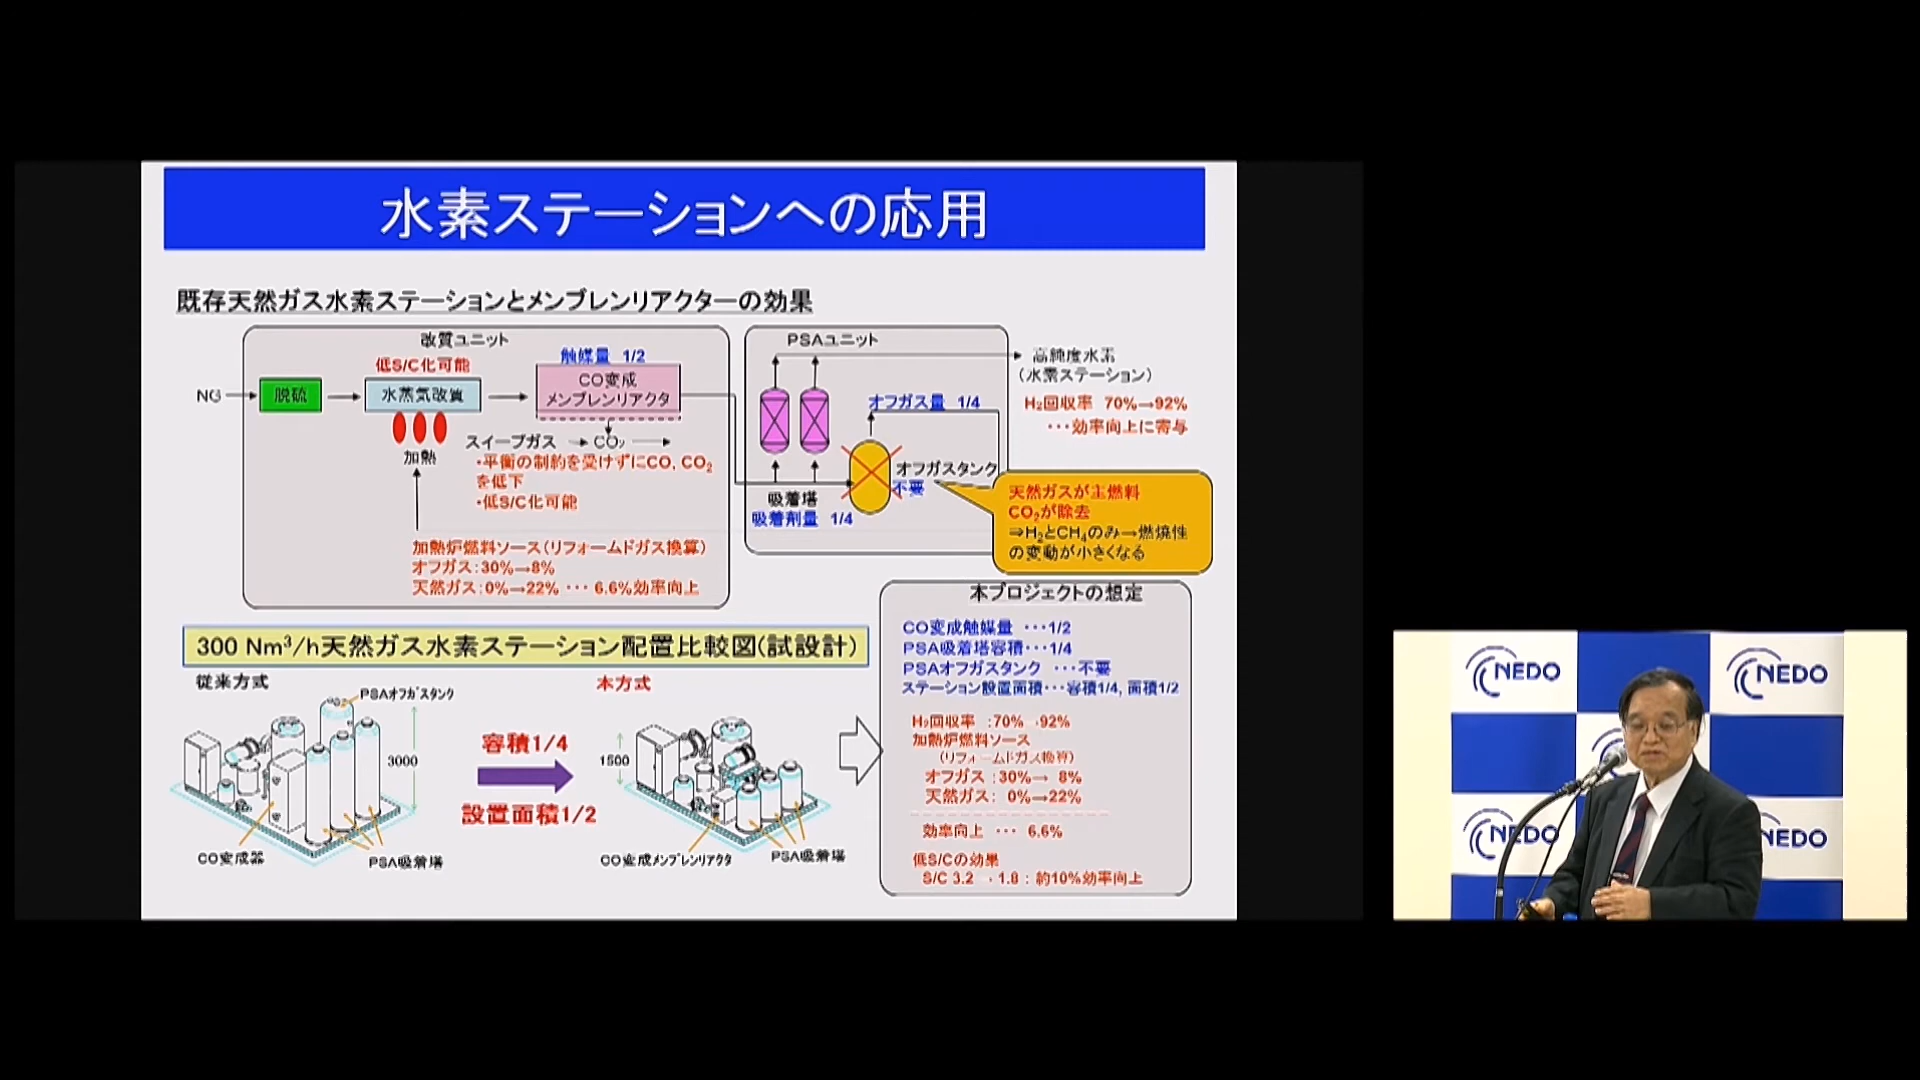 水素ステーションへの応用
既存天然ガス水素ステーションとメンブレンリアクターの効果
改質ユニット
低S/C化可能
触媒量 1/2
NG
脱硫
水蒸気改質
CO変成
メンブレンリアクタ
加熱
スイープガス
CO₂
・平衡の制約を受けずにCO, CO₂
を低下
・低S/C化可能
加熱炉燃料ソース(リフォームドガス換算)
オフガス:30%→8%
天然ガス:0%→22% ・・・ 6.6%効率向上
PSAユニット
オフガス量 1/4
オフガスタンク
不要
吸着塔
吸着剤量 1/4
高純度水素
(水素ステーション)
H₂回収率 70%→92%
・・・効率向上に寄与
天然ガスが主燃料
CO₂が除去
⇒H₂とCH₄のみ→燃焼性
の変動が小さくなる
300 Nm³/h天然ガス水素ステーション配置比較図(試設計)
従来方式
PSAオフガスタンク
3000
CO変成器
PSA吸着塔
容積1/4
設置面積1/2
本方式
1500
CO変成メンブレンリアクタ
PSA吸着塔
本プロジェクトの想定
CO変成触媒量 ・・・1/2
PSA吸着塔容積・・・1/4
PSAオフガスタンク ・・・不要
ステーション設置面積・・・容積1/4, 面積1/2
H₂回収率 :70%→92%
加熱炉燃料ソース
(リフォームドガス換算)
オフガス :30%→ 8%
天然ガス: 0%→22%
効率向上 ・・・ 6.6%
低S/Cの効果
S/C 3.2 → 1.8 : 約10%効率向上
NEDO
NEDO
NEDO
NEDO